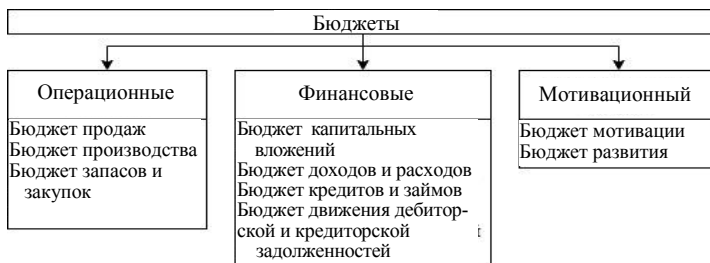 Бюджеты
Операционные
Бюджет продаж
Бюджет производства
Бюджет запасов и
закупок
Финансовые
Бюджет капитальных
вложений
Бюджет доходов и расходов
Бюджет кредитов и займов
Бюджет движения дебитор-
ской и кредиторской
задолженностей
Мотивационный
Бюджет мотивации
Бюджет развития